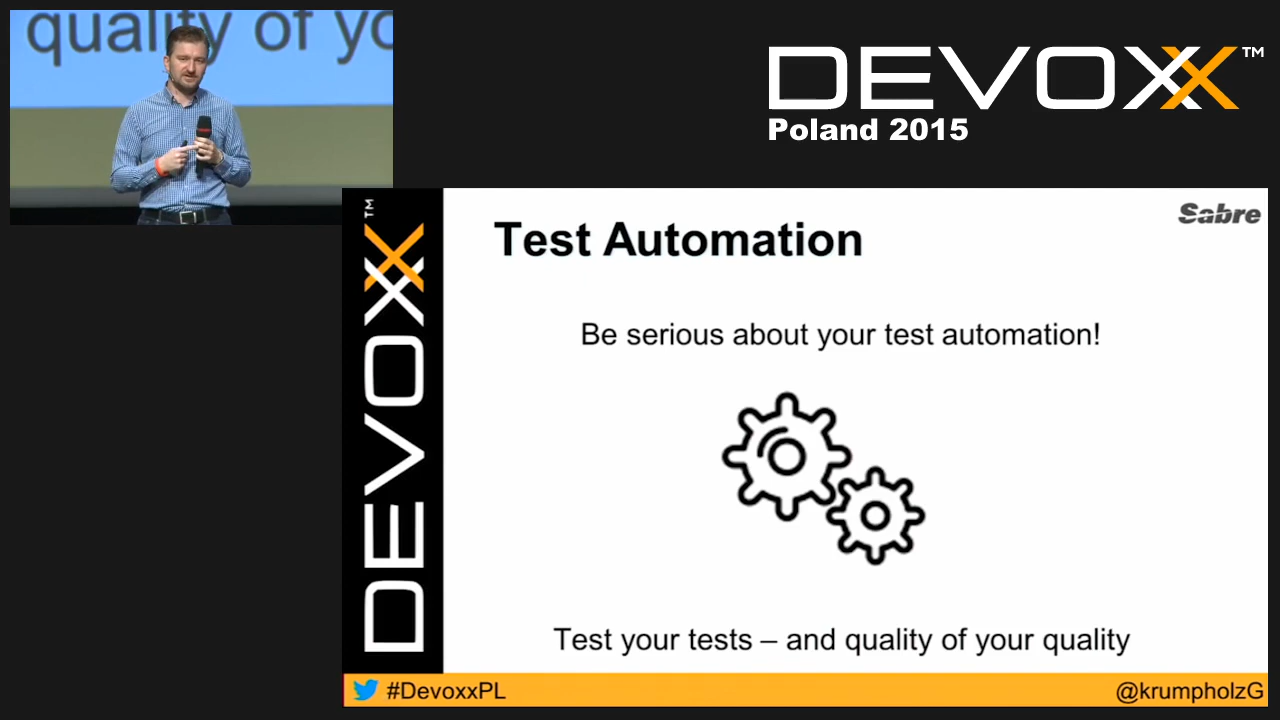 quality of yo
DEVOXX™
Poland 2015
DEVOXX™
Sabre
Test Automation
Be serious about your test automation!
Test your tests – and quality of your quality
#DevoxxPL
@krumpholzG